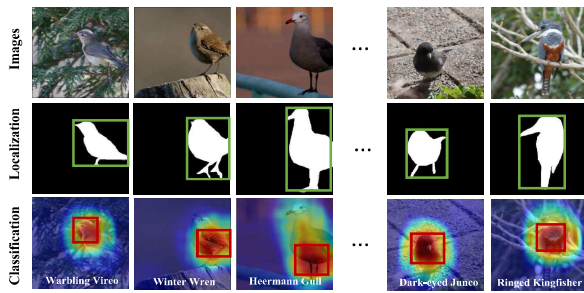 Images
Localization
Classification
...
...
...
Warbling Vireo
Winter Wren
Heermann Gull
Dark-eyed Junco
Ringed Kingfisher